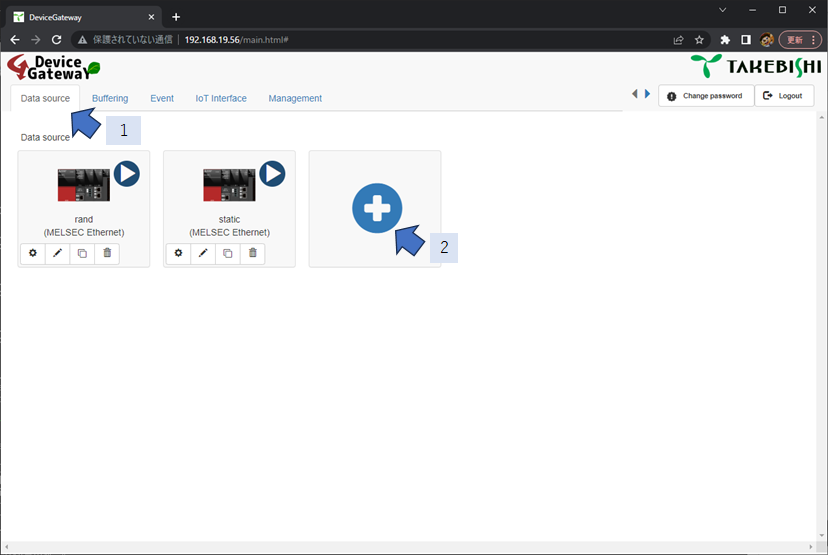 DeviceGateway
保護されていない通信 192.168.19.56/main.html#
更新
Device Gateway
TAKEBISHI
Data source Buffering Event IoT Interface Management
Change password Logout
1
Data source
rand
(MELSEC Ethernet)
static
(MELSEC Ethernet)
2